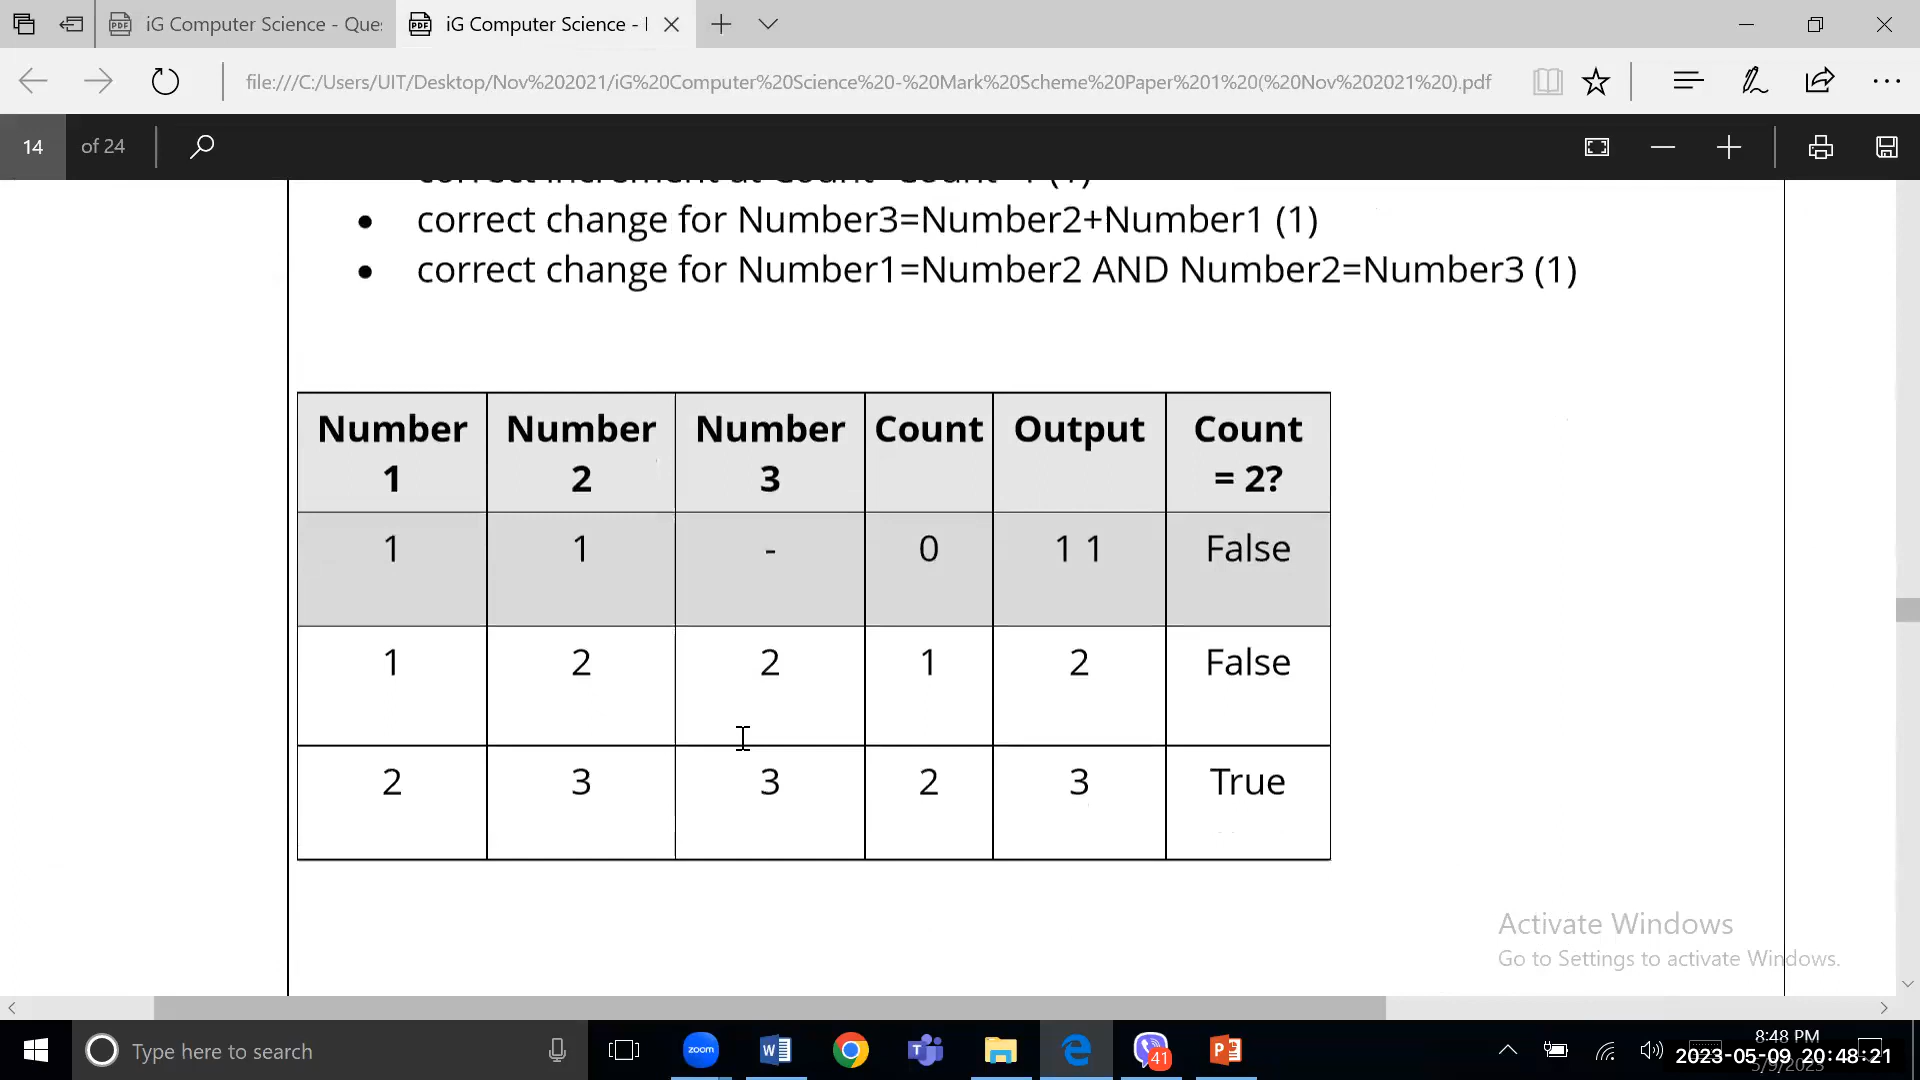 iG Computer Science - Que:
iG Computer Science - I
file:///C:/Users/UIT/Desktop/Nov%202021/iG%20Computer%20Science%20-%20Mark%20Scheme%20Paper%201%20(%20Nov%202021%20).pdf
14 of 24
• correct change for Number3=Number2+Number1 (1)
• correct change for Number1=Number2 AND Number2=Number3 (1)
Number 1 Number 2 Number 3 Count Output Count = 2?
1 1 - 0 1 1 False
1 2 2 1 2 False
2 3 3 2 3 True
Activate Windows
Go to Settings to activate Windows.
Type here to search
zoom
41
8:48 PM
2023-05-09 20:48:21